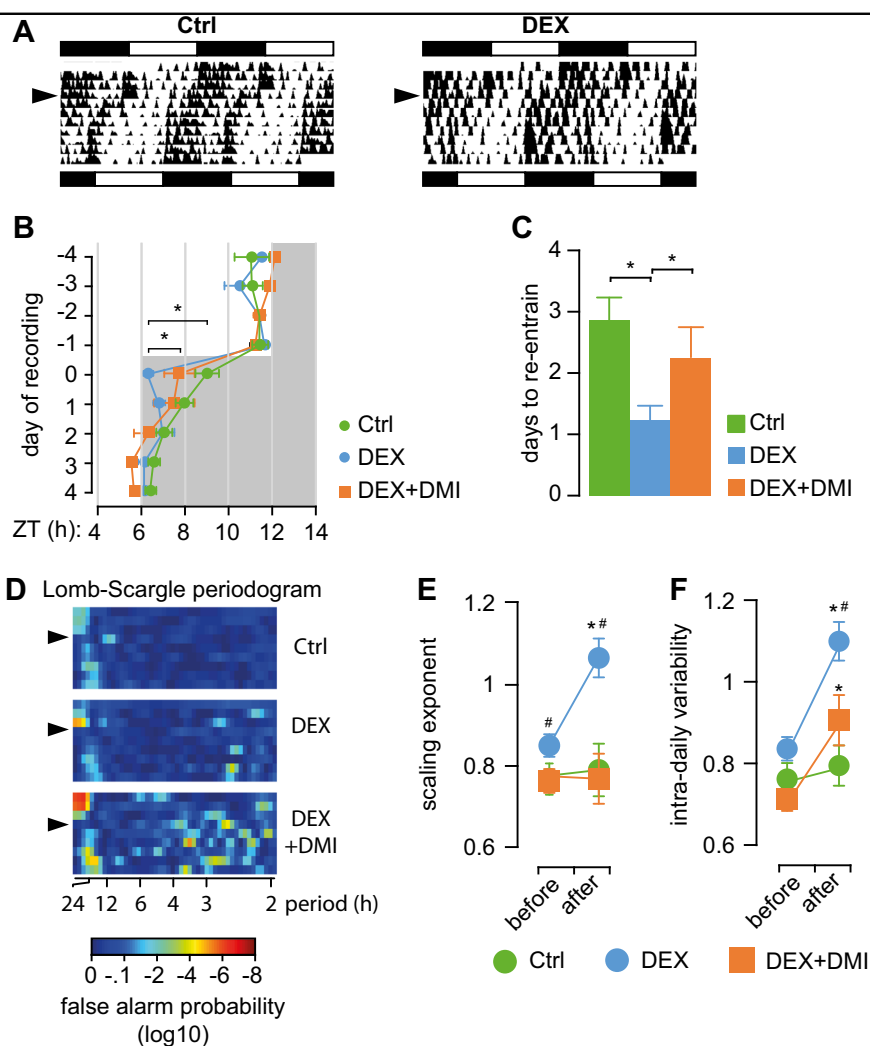 A
Ctrl
DEX
B
day of recording
-4
-3
-2
-1
0
1
2
3
4
*
*
Ctrl
DEX
DEX+DMI
ZT (h): 4 6 8 10 12 14
C
days to re-entrain
4
3
2
1
0
* *
Ctrl
DEX
DEX+DMI
D
Lomb-Scargle periodogram
Ctrl
DEX
DEX
+DMI
24 12 6 4 3 2 period (h)
0 -.1 -2 -4 -6 -8
false alarm probability
(log10)
E
scaling exponent
1.2
1
0.8
0.6
#
*#
before after
F
intra-daily variability
1.2
1
0.8
0.6
*#
*
before after
Ctrl DEX DEX+DMI